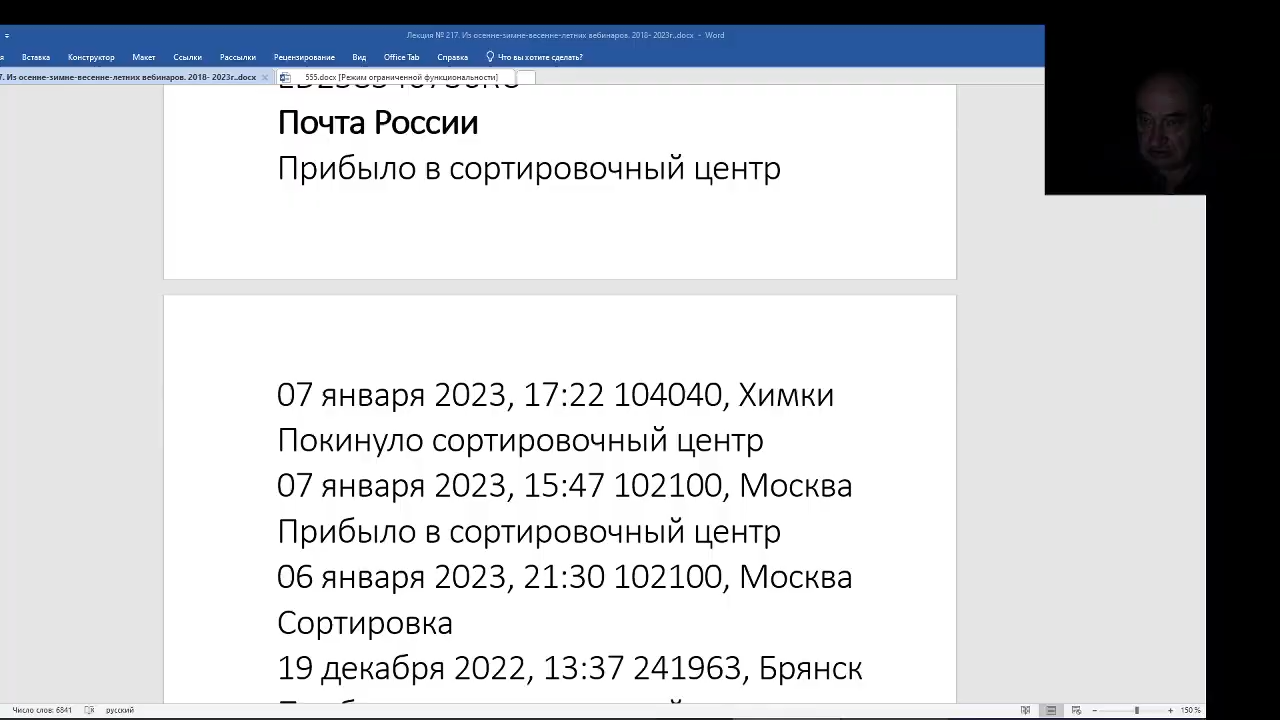 Лекция № 217. Из осенне-зимне-весенне-летних вебинаров. 2018- 2023г..docx - Word
я Вставка Конструктор Макет Ссылки Рассылки Рецензирование Вид Office Tab Справка Что вы хотите сделать?
7. Из осенне-зимне-весенне-летних вебинаров. 2018- 2023г..docx 555.docx [Режим ограниченной функциональности]
Почта России
Прибыло в сортировочный центр
07 января 2023, 17:22 104040, Химки
Покинуло сортировочный центр
07 января 2023, 15:47 102100, Москва
Прибыло в сортировочный центр
06 января 2023, 21:30 102100, Москва
Сортировка
19 декабря 2022, 13:37 241963, Брянск
Число слов: 6841 русский 150 %